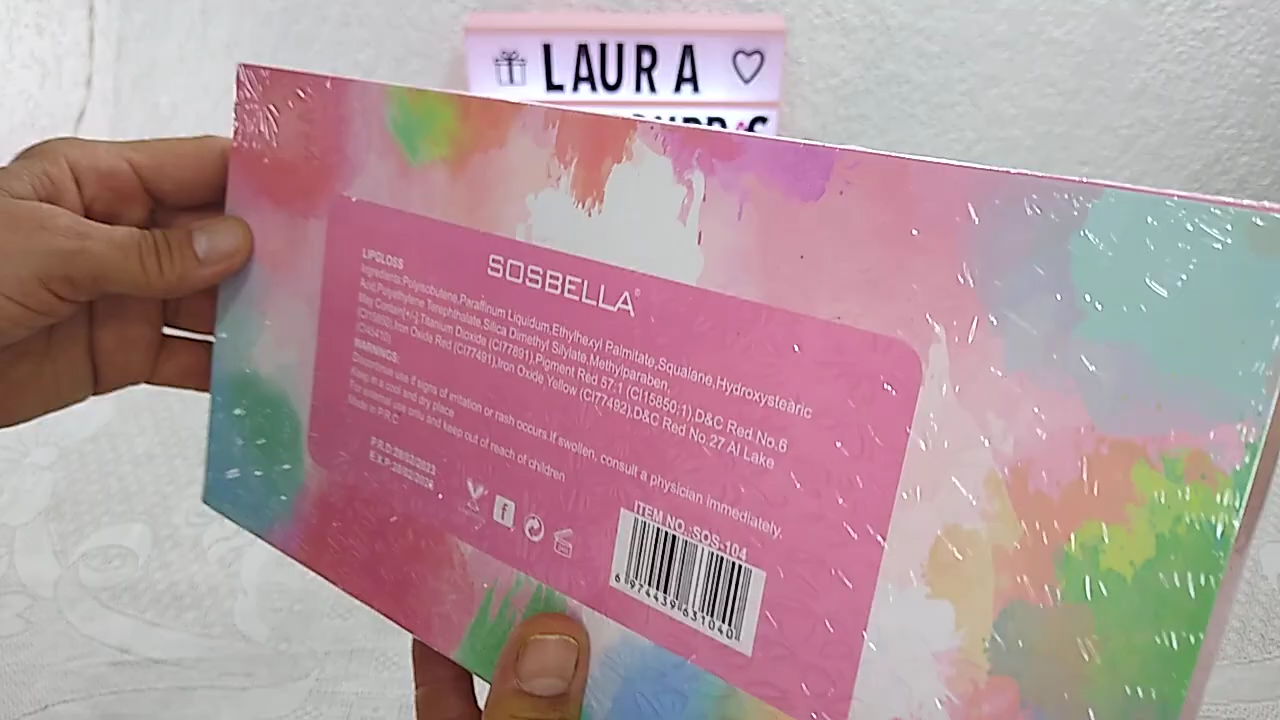 LAURA
SOSBELLA
LIPGLOSS
Ingredients:Polyisobutene,Paraffinum Liquidum,Ethylhexyl Palmitate,Squalane,Hydroxystearic
Acid,Polyethylene Terephthalate,Silica Dimethyl Silylate,Methylparaben,
May Contain[+/-],Titanium Dioxide (CI77891),Pigment Red 57:1 (CI15850:1),D&C Red No.6
(CI15850),Iron Oxide Red (CI77491),Iron Oxide Yellow (CI77492),D&C Red No.27 Al Lake
(CI45410)
WARNINGS:
Discontinue use if signs of irritation or rash occurs.If swollen, consult a physician immediately.
Keep in a cool and dry place
For external use only and keep out of reach of children
Made in P.R.C
P.R.D:28/02/2023
E.X.P:28/02/2026
ITEM NO.:SOS-104
6 974439 631040